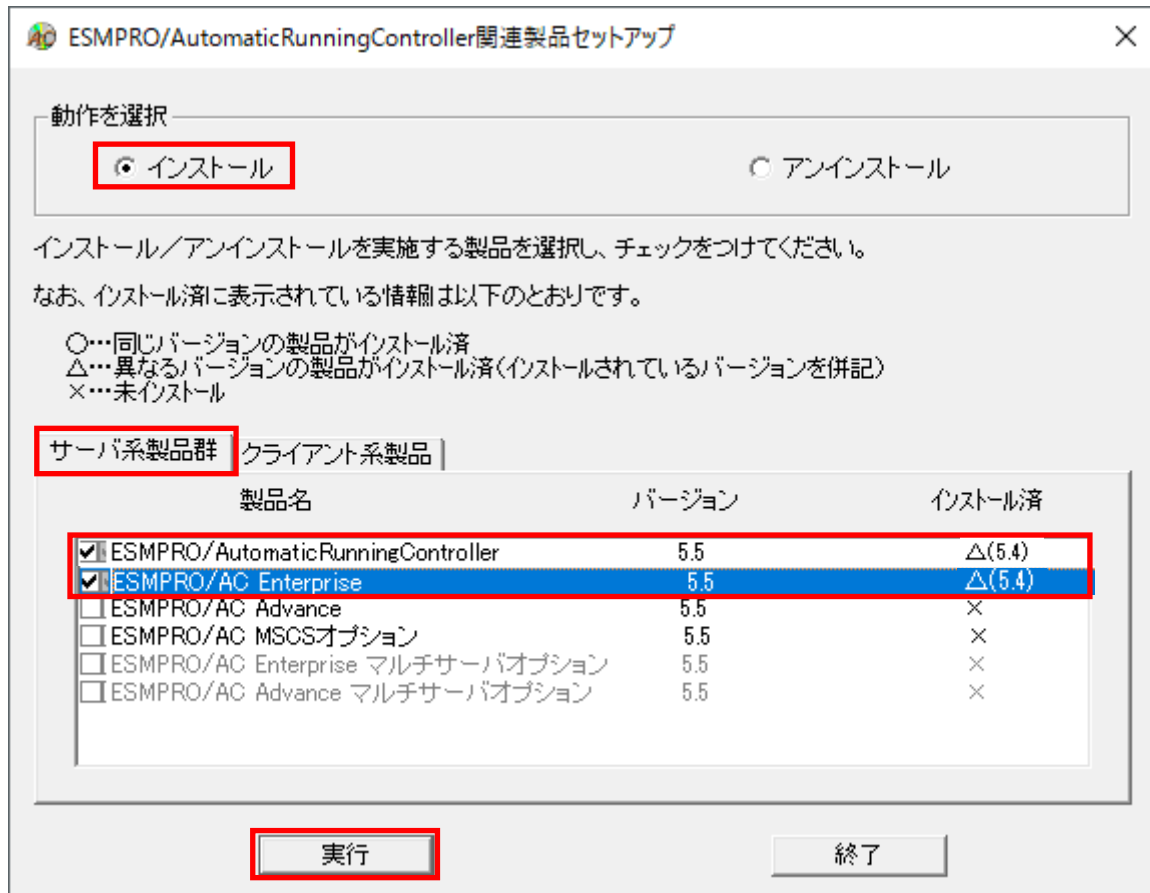 ESMPRO/AutomaticRunningController関連製品セットアップ
動作を選択
インストール アンインストール
インストール／アンインストールを実施する製品を選択し、チェックをつけてください。
なお、インストール済に表示されている情報は以下のとおりです。
○…同じバージョンの製品がインストール済
△…異なるバージョンの製品がインストール済(インストールされているバージョンを併記)
×…未インストール
サーバ系製品群 クライアント系製品
製品名 バージョン インストール済
ESMPRO/AutomaticRunningController 5.5 △(5.4)
ESMPRO/AC Enterprise 5.5 △(5.4)
ESMPRO/AC Advance 5.5 ×
ESMPRO/AC MSCSオプション 5.5 ×
ESMPRO/AC Enterprise マルチサーバオプション 5.5 ×
ESMPRO/AC Advance マルチサーバオプション 5.5 ×
実行 終了